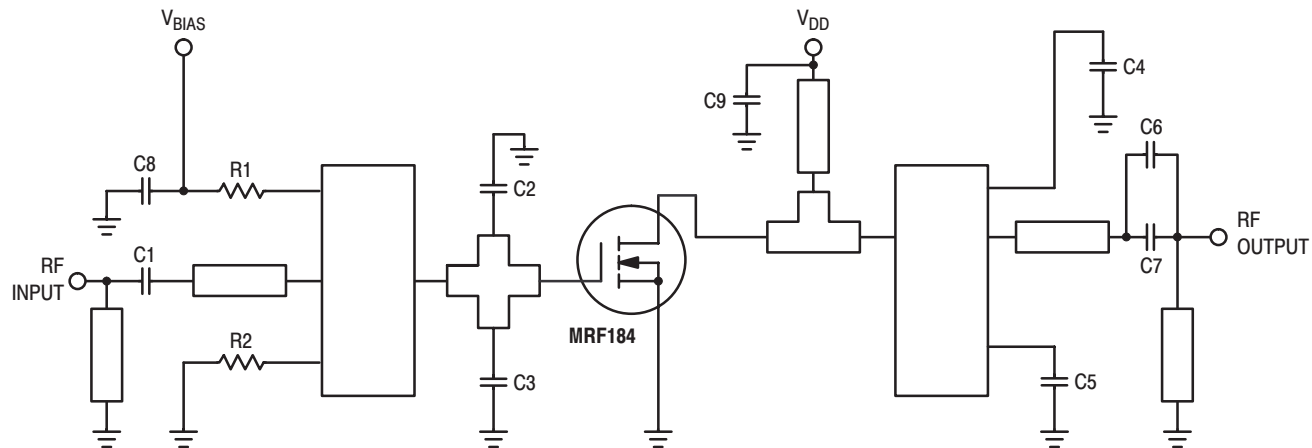 V_BIAS
V_DD
C4
C9
C6
C8
R1
C2
C7
RF
OUTPUT
RF
INPUT
C1
R2
MRF184
C3
C5